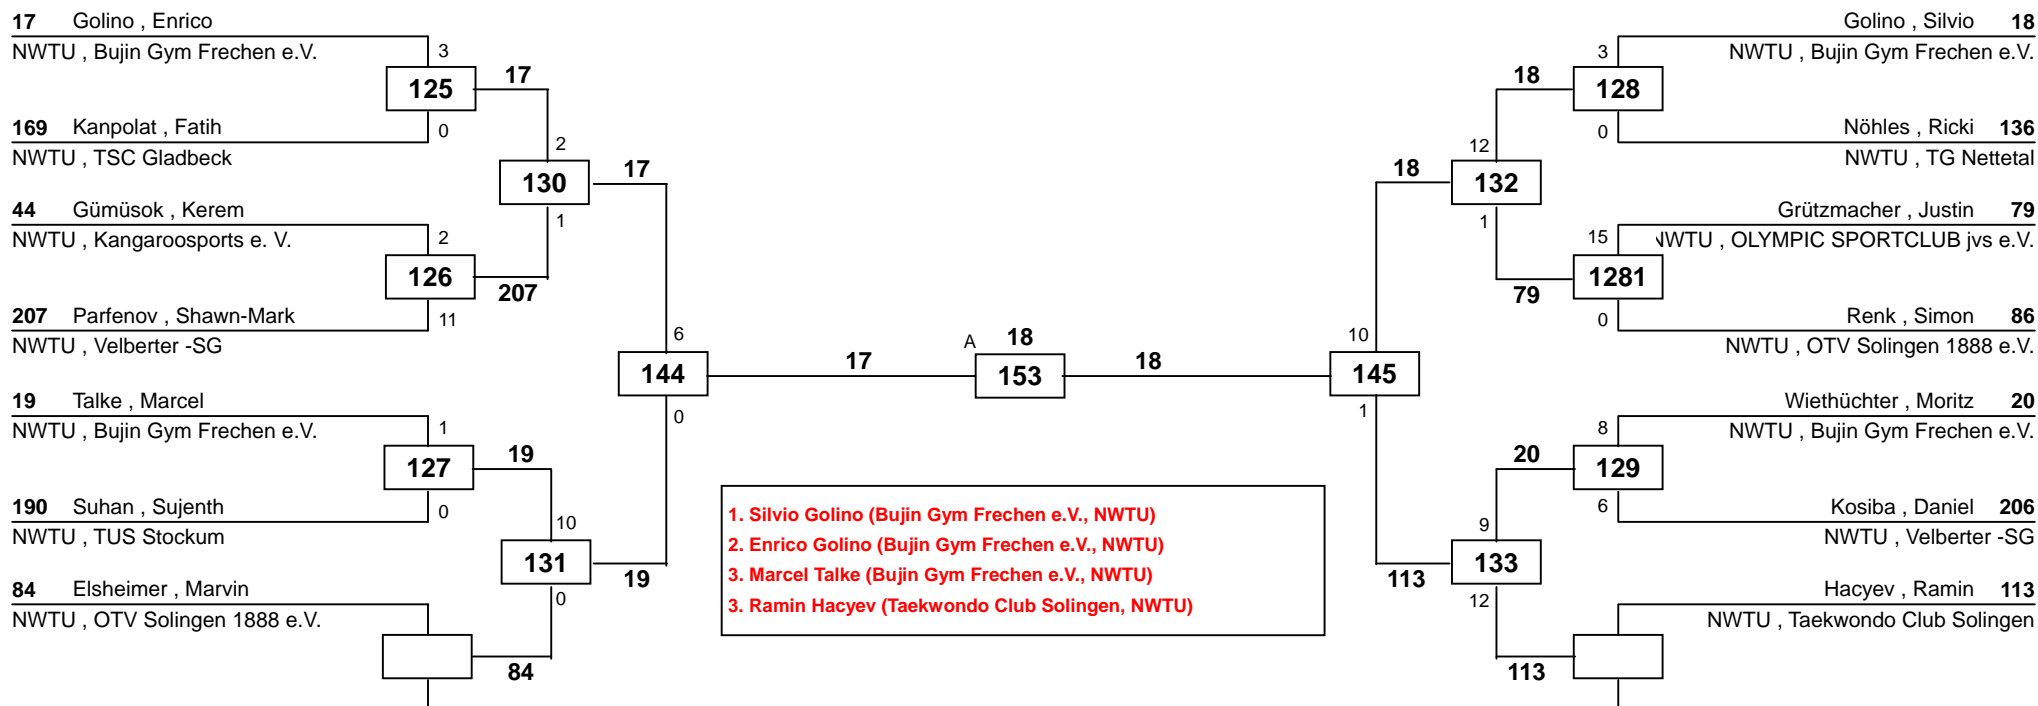 17 Golino , Enrico
NWTU , Bujin Gym Frechen e.V.
3
125
17
0
169 Kanpolat , Fatih
NWTU , TSC Gladbeck
2
130
17
1
44 Gümüsok , Kerem
NWTU , Kangaroosports e. V.
2
126
207
11
207 Parfenov , Shawn-Mark
NWTU , Velberter -SG
6
144
17
0
19 Talke , Marcel
NWTU , Bujin Gym Frechen e.V.
1
127
19
0
190 Suhan , Sujenth
NWTU , TUS Stockum
10
131
19
0
84 Elsheimer , Marvin
NWTU , OTV Solingen 1888 e.V.
84
A
18
153
1. Silvio Golino (Bujin Gym Frechen e.V., NWTU)
2. Enrico Golino (Bujin Gym Frechen e.V., NWTU)
3. Marcel Talke (Bujin Gym Frechen e.V., NWTU)
3. Ramin Hacyev (Taekwondo Club Solingen, NWTU)
Golino , Silvio 18
NWTU , Bujin Gym Frechen e.V.
3
18
128
0
Nöhles , Ricki 136
NWTU , TG Nettetal
12
18
132
1
Grützmacher , Justin 79
NWTU , OLYMPIC SPORTCLUB jvs e.V.
15
1281
79
0
Renk , Simon 86
NWTU , OTV Solingen 1888 e.V.
10
18
145
1
Wiethüchter , Moritz 20
NWTU , Bujin Gym Frechen e.V.
8
20
129
6
Kosiba , Daniel 206
NWTU , Velberter -SG
9
133
113
12
Hacyev , Ramin 113
NWTU , Taekwondo Club Solingen
113